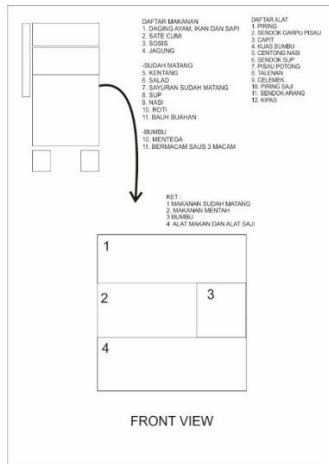 DAFTAR MAKANAN
1. DAGING AYAM, IKAN DAN SAPI
2. SATE CUMI
3. SOSIS
4. JAGUNG
-SUDAH MATANG
5. KENTANG
6. SALAD
7. SAYURAN SUDAH MATANG
8. SUP
9. NASI
10. ROTI
11. BAUH BUAHAN
-BUMBU
10. MENTEGA
11. BERMACAM SAUS 3 MACAM
DAFTAR ALAT
1. PIRING
2. SENDOK GARPU PISAU
3. CAPIT
4. KUAS BUMBU
5. CENTONG NASI
6. SENDOK SUP
7. PISAU POTONG
8. TALENAN
9. CELEMEK
10. PIRING SAJI
11. SENDOK ARANG
12. KIPAS
KET :
1 MAKANAN SUDAH MATANG
2. MAKANAN MENTAH
3 BUMBU
4 ALAT MAKAN DAN ALAT SAJI
1
2
3
4
FRONT VIEW